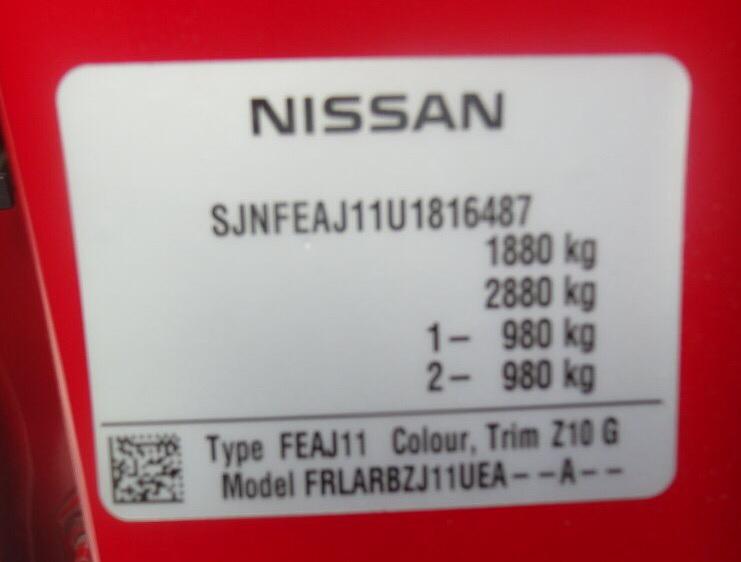 NISSAN
SJNFEAJ11U1816487
1880 kg
2880 kg
1– 980 kg
2– 980 kg
Type FEAJ11 Colour, Trim Z10 G
Model FRLARBZJ11UEA––A––